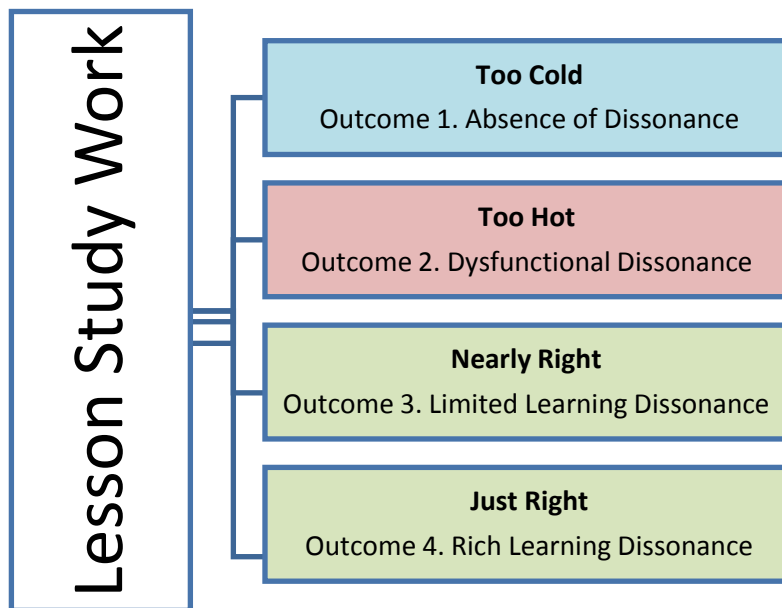 Lesson Study Work
Too Cold
Outcome 1. Absence of Dissonance
Too Hot
Outcome 2. Dysfunctional Dissonance
Nearly Right
Outcome 3. Limited Learning Dissonance
Just Right
Outcome 4. Rich Learning Dissonance